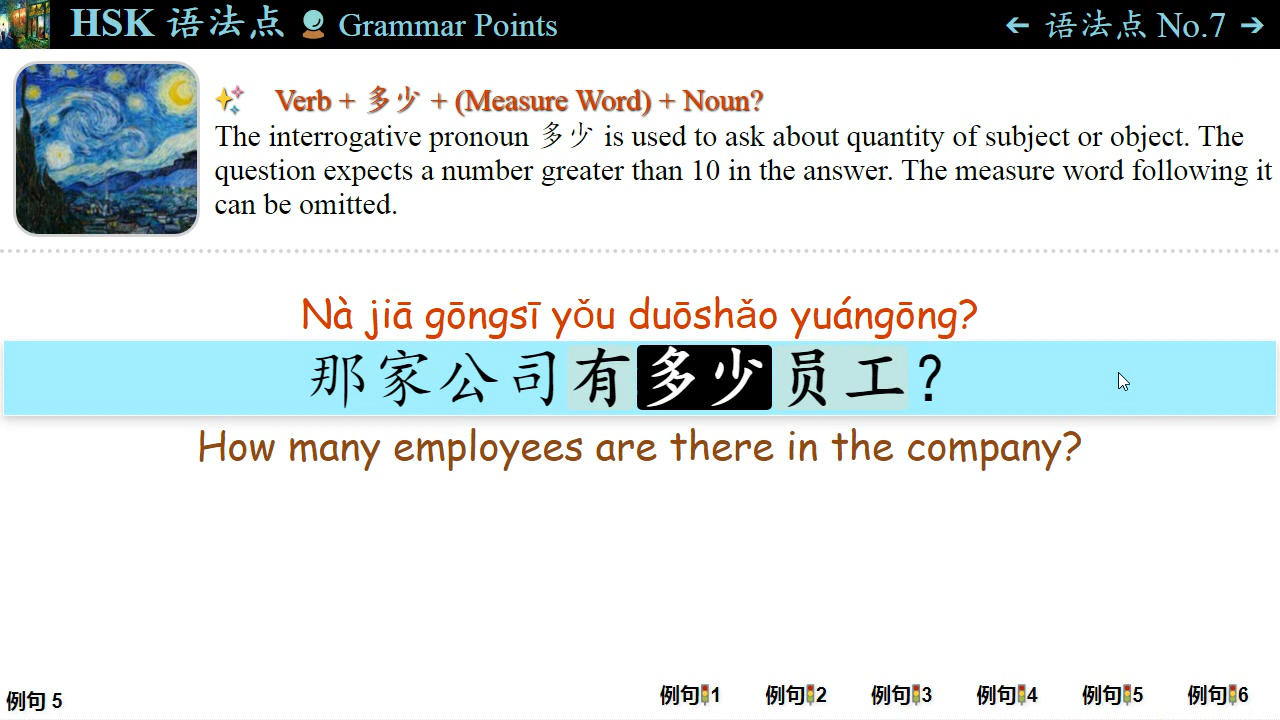 HSK 语法点 Grammar Points
← 语法点 No.7 →
Verb + 多少 + (Measure Word) + Noun?
The interrogative pronoun 多少 is used to ask about quantity of subject or object. The
question expects a number greater than 10 in the answer. The measure word following it
can be omitted.
Nà jiā gōngsī yǒu duōshǎo yuángōng?
那家公司有多少员工？
How many employees are there in the company?
例句 5
例句🚦1 例句🚦2 例句🚦3 例句🚦4 例句🚦5 例句🚦6